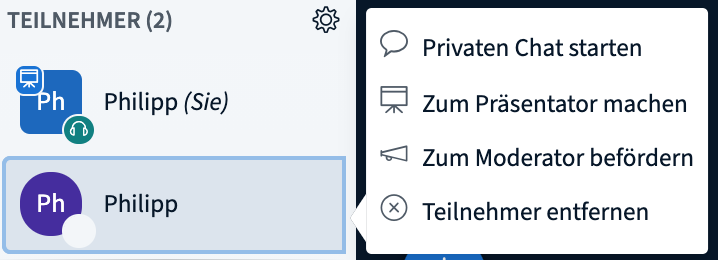 TEILNEHMER (2)
Ph
Philipp (Sie)
Ph
Philipp
Privaten Chat starten
Zum Präsentator machen
Zum Moderator befördern
Teilnehmer entfernen